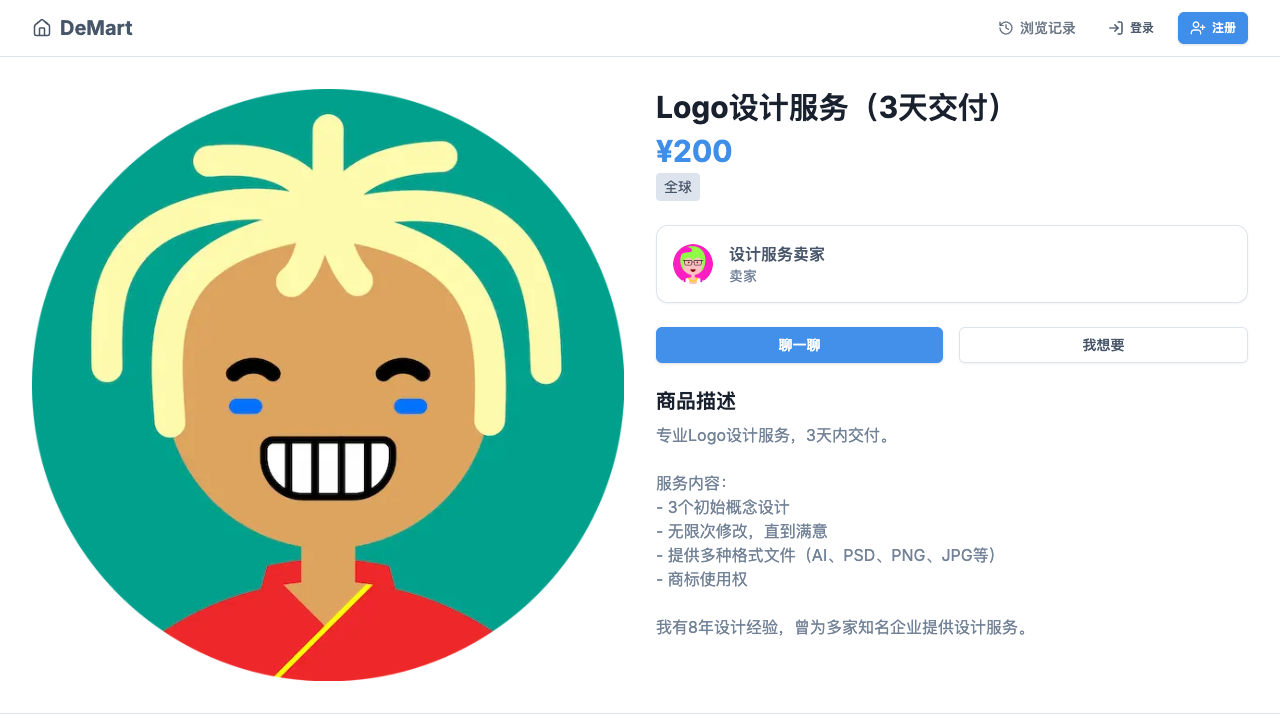 DeMart
浏览记录
登录
注册
Logo设计服务（3天交付）
¥200
全球
设计服务卖家
卖家
聊一聊
我想要
商品描述
专业Logo设计服务，3天内交付。
服务内容：
- 3个初始概念设计
- 无限次修改，直到满意
- 提供多种格式文件（AI、PSD、PNG、JPG等）
- 商标使用权
我有8年设计经验，曾为多家知名企业提供设计服务。